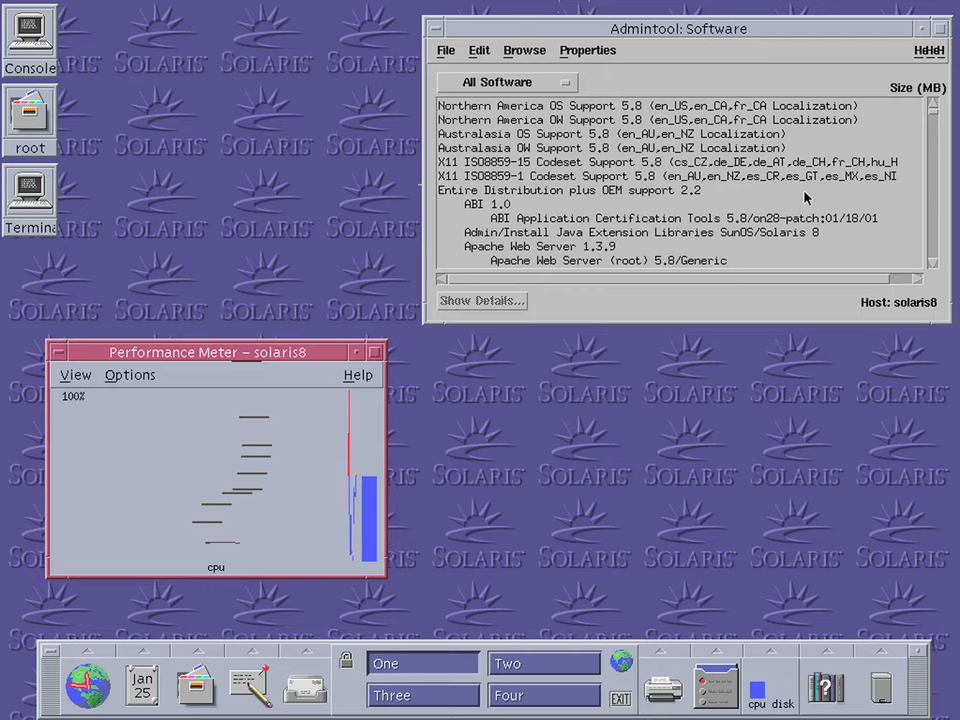 Console
root
Termina
Admintool: Software
File Edit Browse Properties
All Software
Size (MB)
Northern America OS Support 5.8 (en_US,en_CA,fr_CA Localization)
Northern America OW Support 5.8 (en_US,en_CA,fr_CA Localization)
Australasia OS Support 5.8 (en_AU,en_NZ Localization)
Australasia OW Support 5.8 (en_AU,en_NZ Localization)
X11 ISO8859-15 Codeset Support 5.8 (cs_CZ,de_DE,de_AT,de_CH,fr_CH,hu_H
X11 ISO8859-1 Codeset Support 5.8 (en_AU,en_NZ,es_CR,es_GT,es_MX,es_NI
Entire Distribution plus OEM support 2.2
ABI 1.0
ABI Application Certification Tools 5.8/on28-patch:01/18/01
Admin/Install Java Extension Libraries SunOS/Solaris 8
Apache Web Server 1.3.9
Apache Web Server (root) 5.8/Generic
Show Details...
Host: solaris8
Performance Meter - solaris8
View Options Help
100%
cpu
SOLARIS
Jan
25
One Two
Three Four
EXIT
cpu disk
?